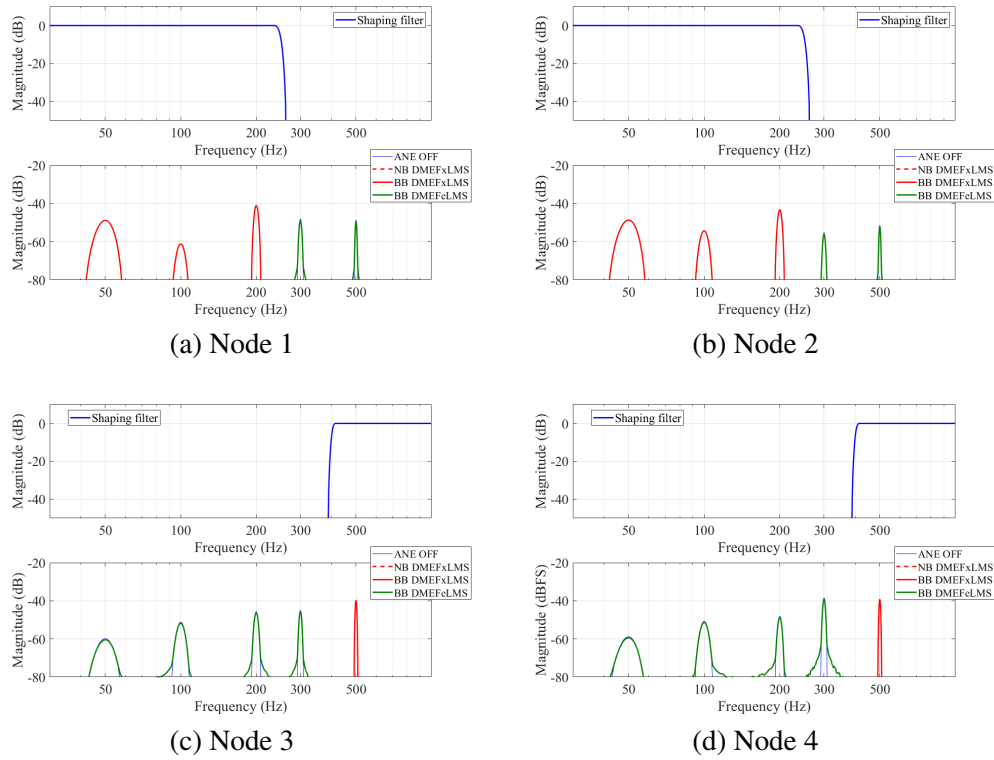 Shaping filter
Magnitude (dB)
0
-20
-40
50
100
200
300
500
Frequency (Hz)
ANE OFF
NB DMEFxLMS
BB DMEFxLMS
BB DMEFeLMS
Magnitude (dB)
-20
-40
-60
-80
50
100
200
300
500
Frequency (Hz)
(a) Node 1
Shaping filter
Magnitude (dB)
0
-20
-40
50
100
200
300
500
Frequency (Hz)
ANE OFF
NB DMEFxLMS
BB DMEFxLMS
BB DMEFeLMS
Magnitude (dB)
-20
-40
-60
-80
50
100
200
300
500
Frequency (Hz)
(b) Node 2
Shaping filter
Magnitude (dB)
0
-20
-40
50
100
200
300
500
Frequency (Hz)
ANE OFF
NB DMEFxLMS
BB DMEFxLMS
BB DMEFeLMS
Magnitude (dB)
-20
-40
-60
-80
50
100
200
300
500
Frequency (Hz)
(c) Node 3
Shaping filter
Magnitude (dB)
0
-20
-40
50
100
200
300
500
Frequency (Hz)
ANE OFF
NB DMEFxLMS
BB DMEFxLMS
BB DMEFeLMS
Magnitude (dBFS)
-20
-40
-60
-80
50
100
200
300
500
Frequency (Hz)
(d) Node 4